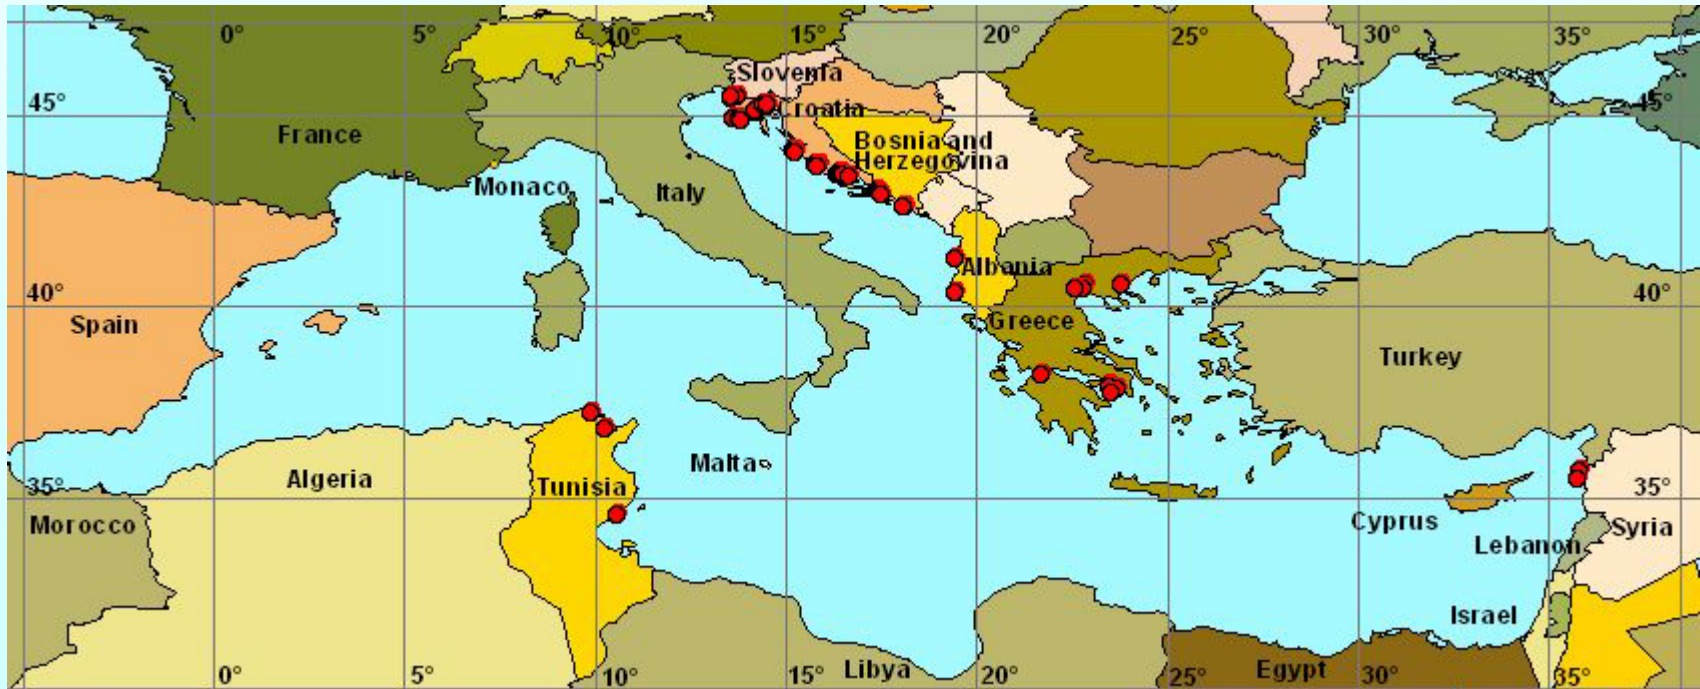 0° 5° 10° 15° 20° 25° 30° 35°
Slovenia
45° Croatia 45°
France
Bosnia and
Herzegovina
Monaco
Italy
Albania
40° 40°
Spain
Greece
Turkey
Malta
Algeria
Tunisia
35° 35°
Morocco
Cyprus
Syria
Lebanon
Israel
0° 5° 10° 15° Libya 20° 25° Egypt 30° 35°